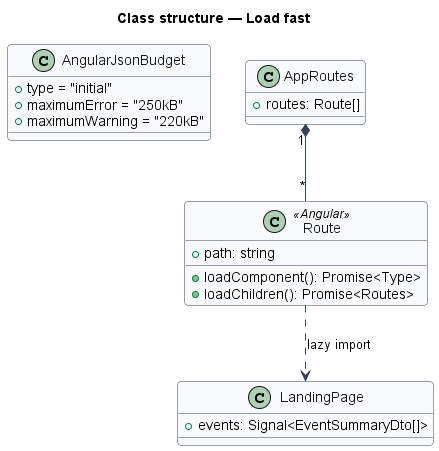 Class structure — Load fast
C AngularJsonBudget
type = "initial"
maximumError = "250kB"
maximumWarning = "220kB"
C AppRoutes
routes: Route[]
1
*
C «Angular»
Route
path: string
loadComponent(): Promise<Type>
loadChildren(): Promise<Routes>
lazy import
C LandingPage
events: Signal<EventSummaryDto[]>